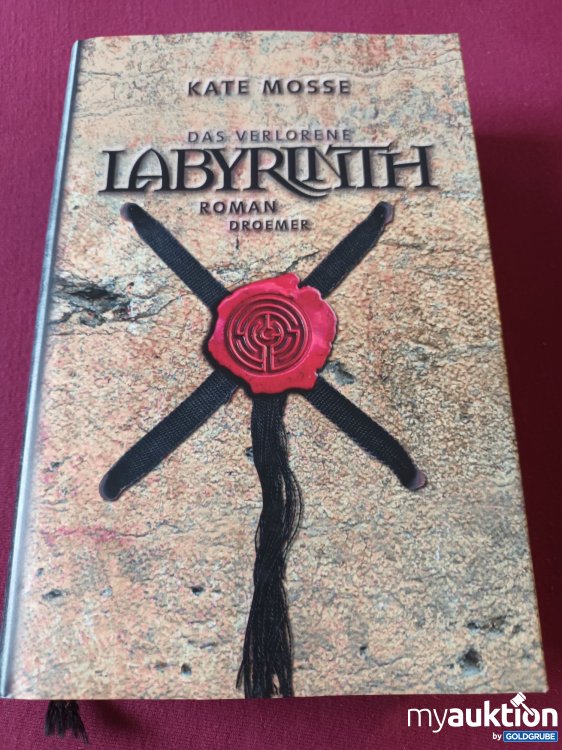 KATE MOSSE
DAS VERLORENE
LABYRINTH
ROMAN
DROEMER
myauktion
by GOLDGRUBE